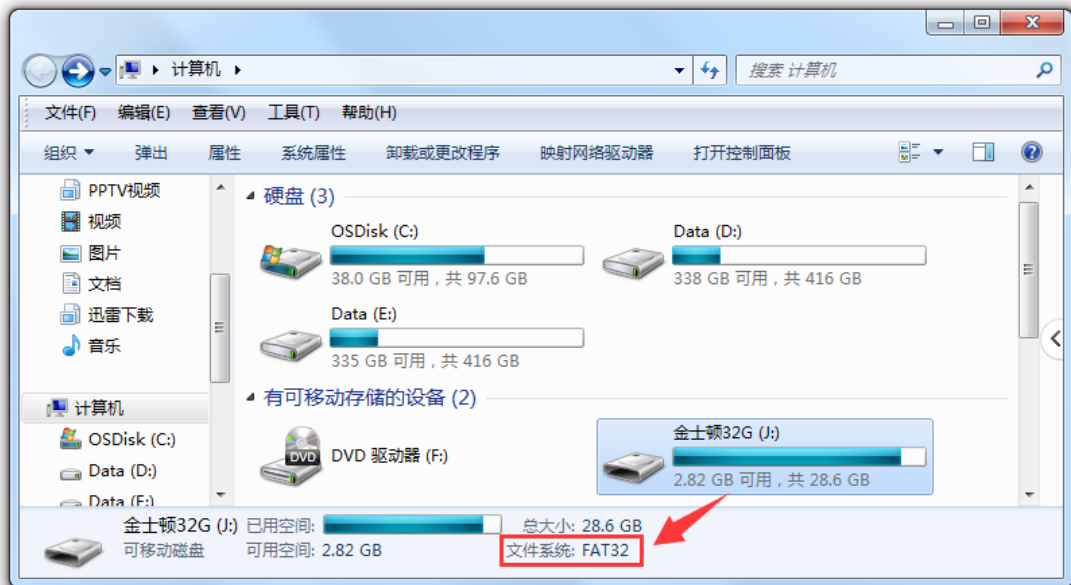 计算机
搜索 计算机
文件(F) 编辑(E) 查看(V) 工具(T) 帮助(H)
组织 弹出 属性 系统属性 卸载或更改程序 映射网络驱动器 打开控制面板
PPTV视频
视频
图片
文档
迅雷下载
音乐
计算机
OSDisk (C:)
Data (D:)
Data (E:)
硬盘 (3)
OSDisk (C:)
38.0 GB 可用，共 97.6 GB
Data (D:)
338 GB 可用，共 416 GB
Data (E:)
335 GB 可用，共 416 GB
有可移动存储的设备 (2)
DVD
DVD 驱动器 (F:)
金士顿32G (J:)
2.82 GB 可用，共 28.6 GB
金士顿32G (J:) 已用空间: 总大小: 28.6 GB
可移动磁盘 可用空间: 2.82 GB 文件系统: FAT32